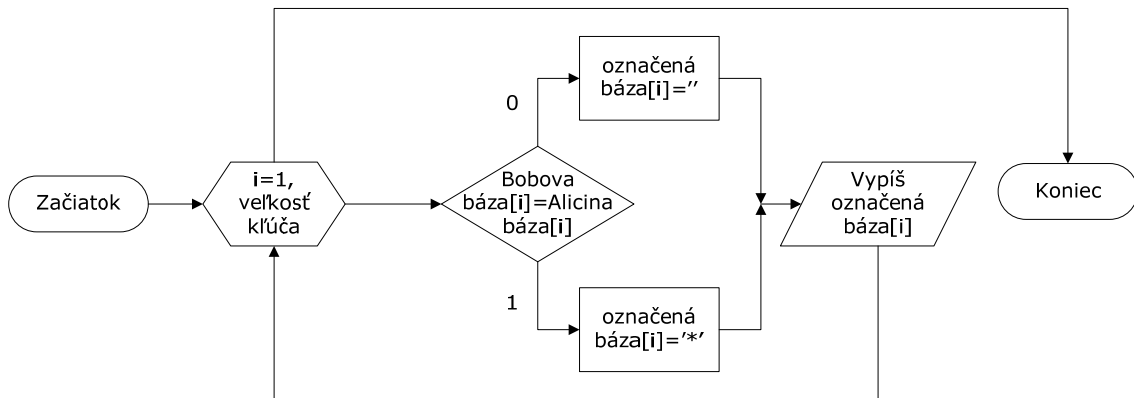 Začiatok
i=1,
veľkosť
kľúča
Bobova
báza[i]=Alicina
báza[i]
0
označená
báza[i]=’’
1
označená
báza[i]=’*’
Vypíš
označená
báza[i]
Koniec